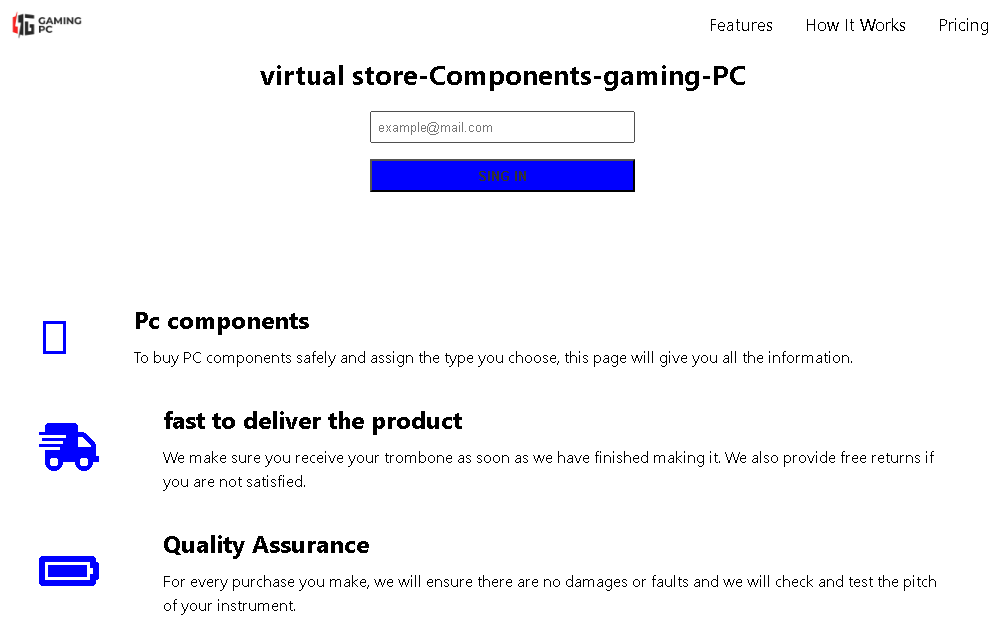 GAMING
PC
Features How It Works Pricing
virtual store-Components-gaming-PC
example@mail.com
SING IN
Pc components
To buy PC components safely and assign the type you choose, this page will give you all the information.
fast to deliver the product
We make sure you receive your trombone as soon as we have finished making it. We also provide free returns if
you are not satisfied.
Quality Assurance
For every purchase you make, we will ensure there are no damages or faults and we will check and test the pitch
of your instrument.